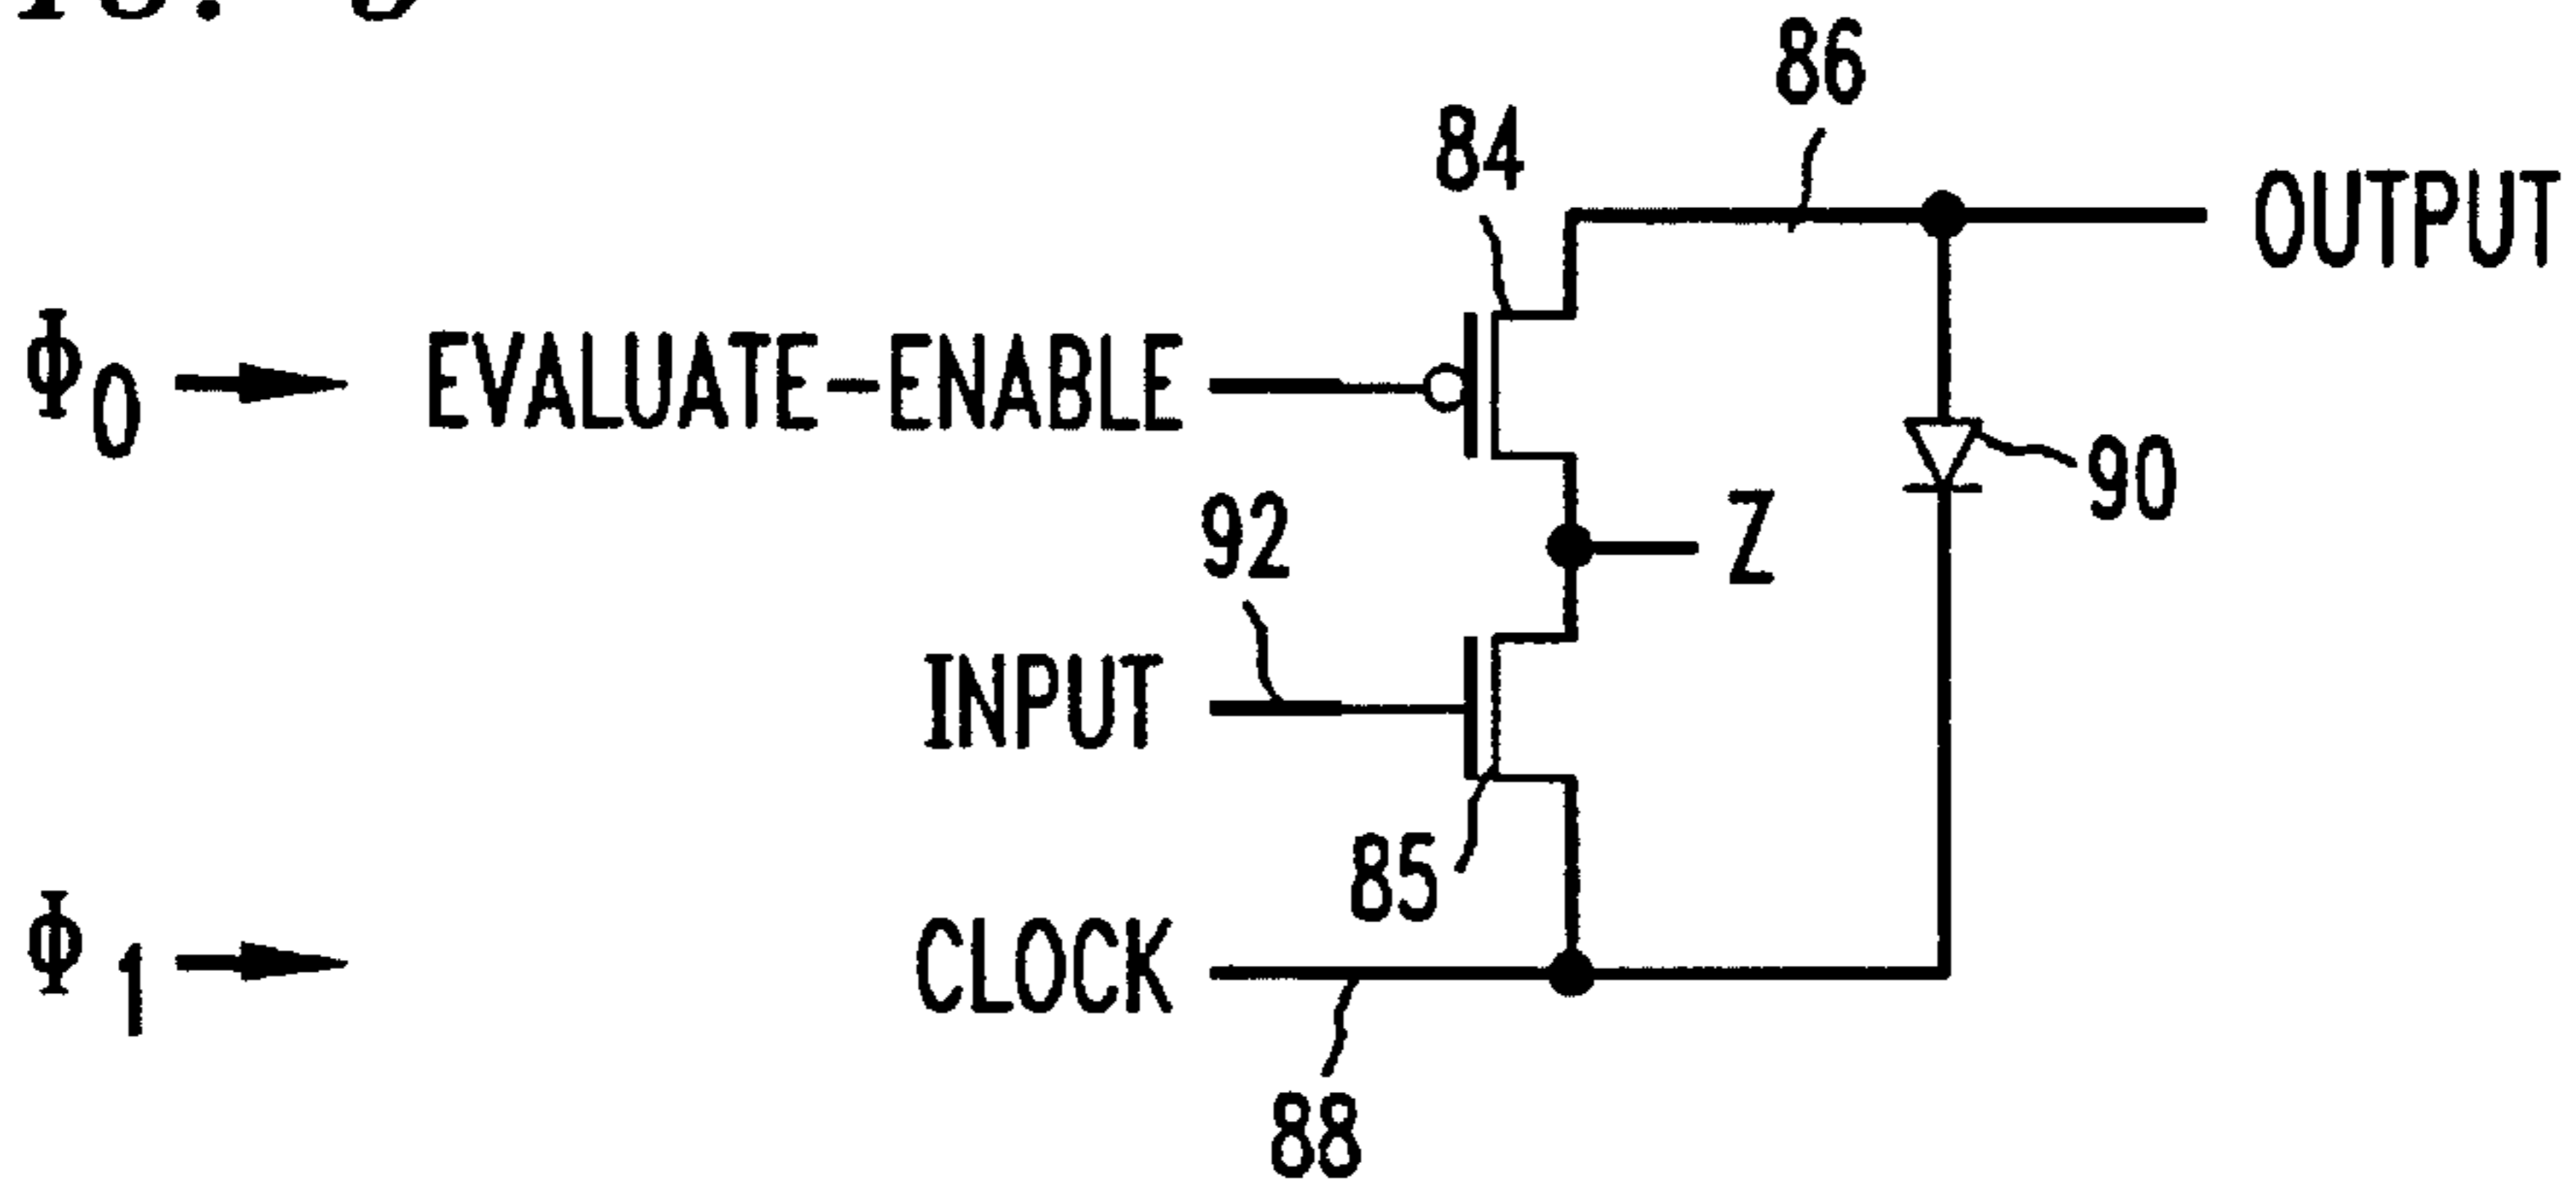 86
84
OUTPUT
Φ0 EVALUATE-ENABLE
90
92
Z
INPUT
85
Φ1 CLOCK
88